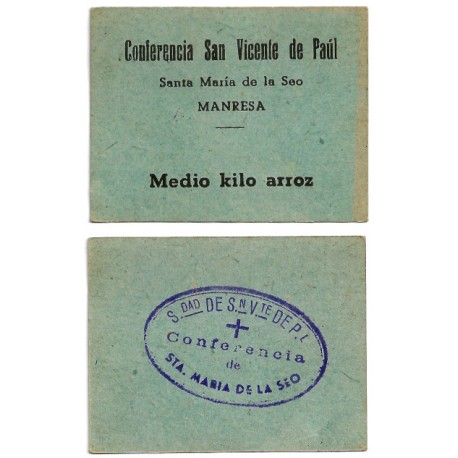 Conferencia San Vicente de Paúl
Santa María de la Seo
MANRESA
Medio kilo arroz
S.DAD DE S.N V.TE DE P.L
Conferencia
de
STA. MARIA DE LA SEO